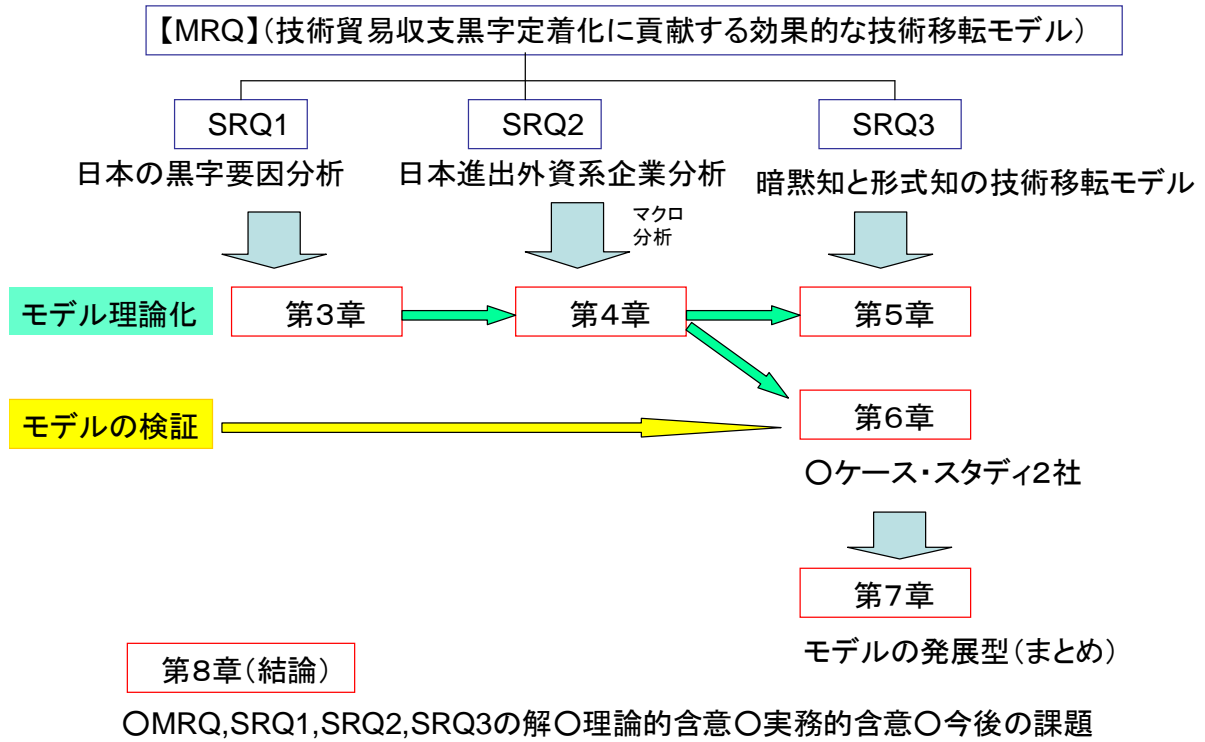 【MRQ】(技術貿易収支黒字定着化に貢献する効果的な技術移転モデル)
SRQ1
SRQ2
SRQ3
日本の黒字要因分析
日本進出外資系企業分析
暗黙知と形式知の技術移転モデル
マクロ
分析
モデル理論化
第3章
第4章
第5章
モデルの検証
第6章
○ケース・スタディ2社
第7章
モデルの発展型(まとめ)
第8章(結論)
○MRQ,SRQ1,SRQ2,SRQ3の解○理論的含意○実務的含意○今後の課題